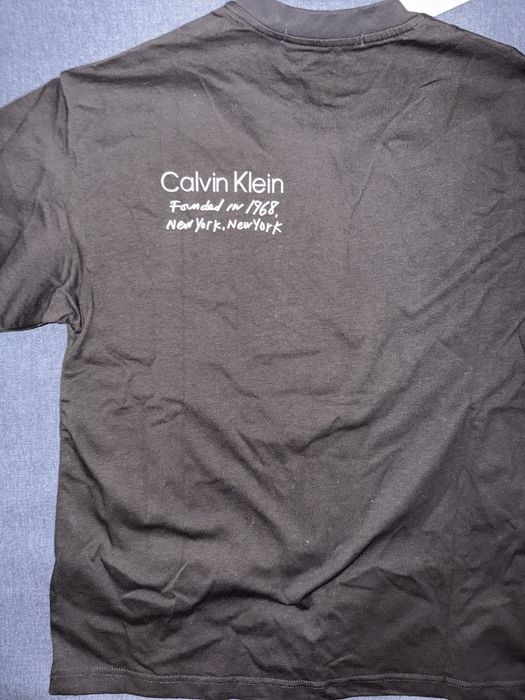 Calvin Klein
Founded in 1968,
New York, New York